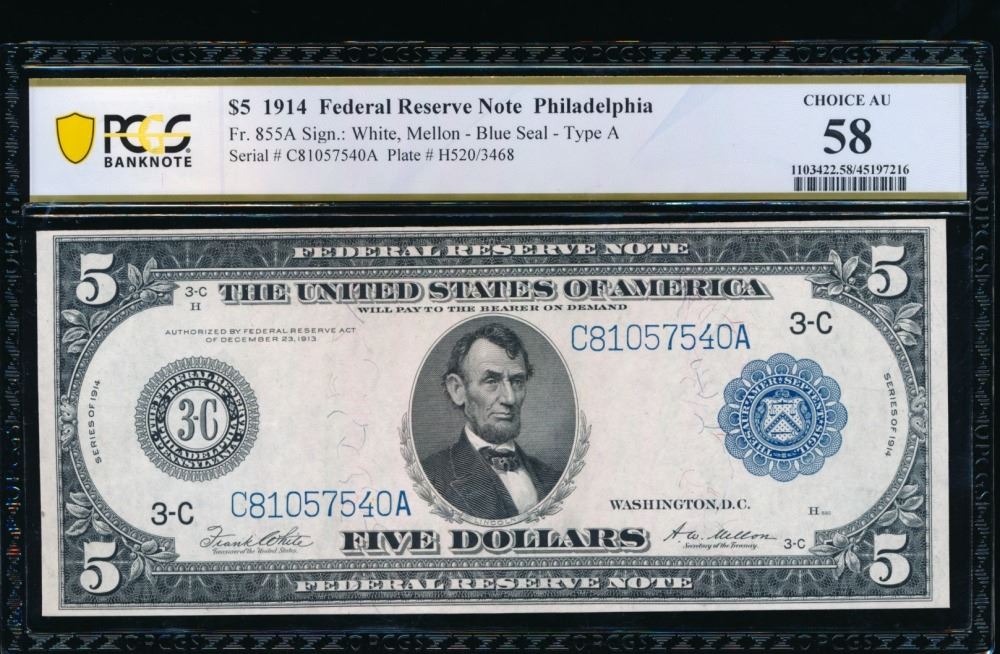 $5 1914 Federal Reserve Note Philadelphia
Fr. 855A Sign.: White, Mellon - Blue Seal - Type A
Serial # C81057540A Plate # H520/3468
PCGS
BANKNOTE
CHOICE AU
58
1103422.58/45197216
FEDERAL RESERVE NOTE
5
5
3-C
H
THE UNITED STATES OF AMERICA
WILL PAY TO THE BEARER ON DEMAND
AUTHORIZED BY FEDERAL RESERVE ACT
OF DECEMBER 23, 1913
C81057540A
3-C
SERIES OF 1914
3-C
SERIES OF 1914
3-C
C81057540A
LINCOLN
WASHINGTON, D.C.
H
Frank White
Treasurer of the United States.
FIVE DOLLARS
A.W. Mellon
Secretary of the Treasury.
3-C
5
5
FEDERAL RESERVE NOTE